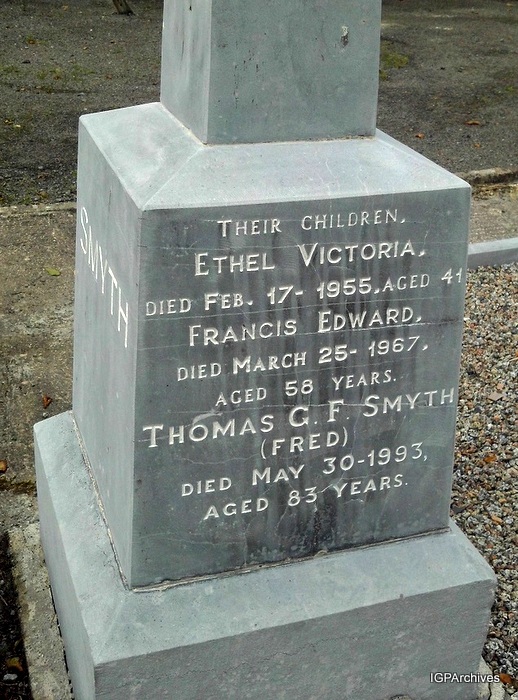 SMYTH
THEIR CHILDREN.
ETHEL VICTORIA,
DIED FEB. 17- 1955, AGED 41
FRANCIS EDWARD,
DIED MARCH 25- 1967,
AGED 58 YEARS.
THOMAS G. F. SMYTH
(FRED)
DIED MAY 30-1993,
AGED 83 YEARS.
IGPArchives